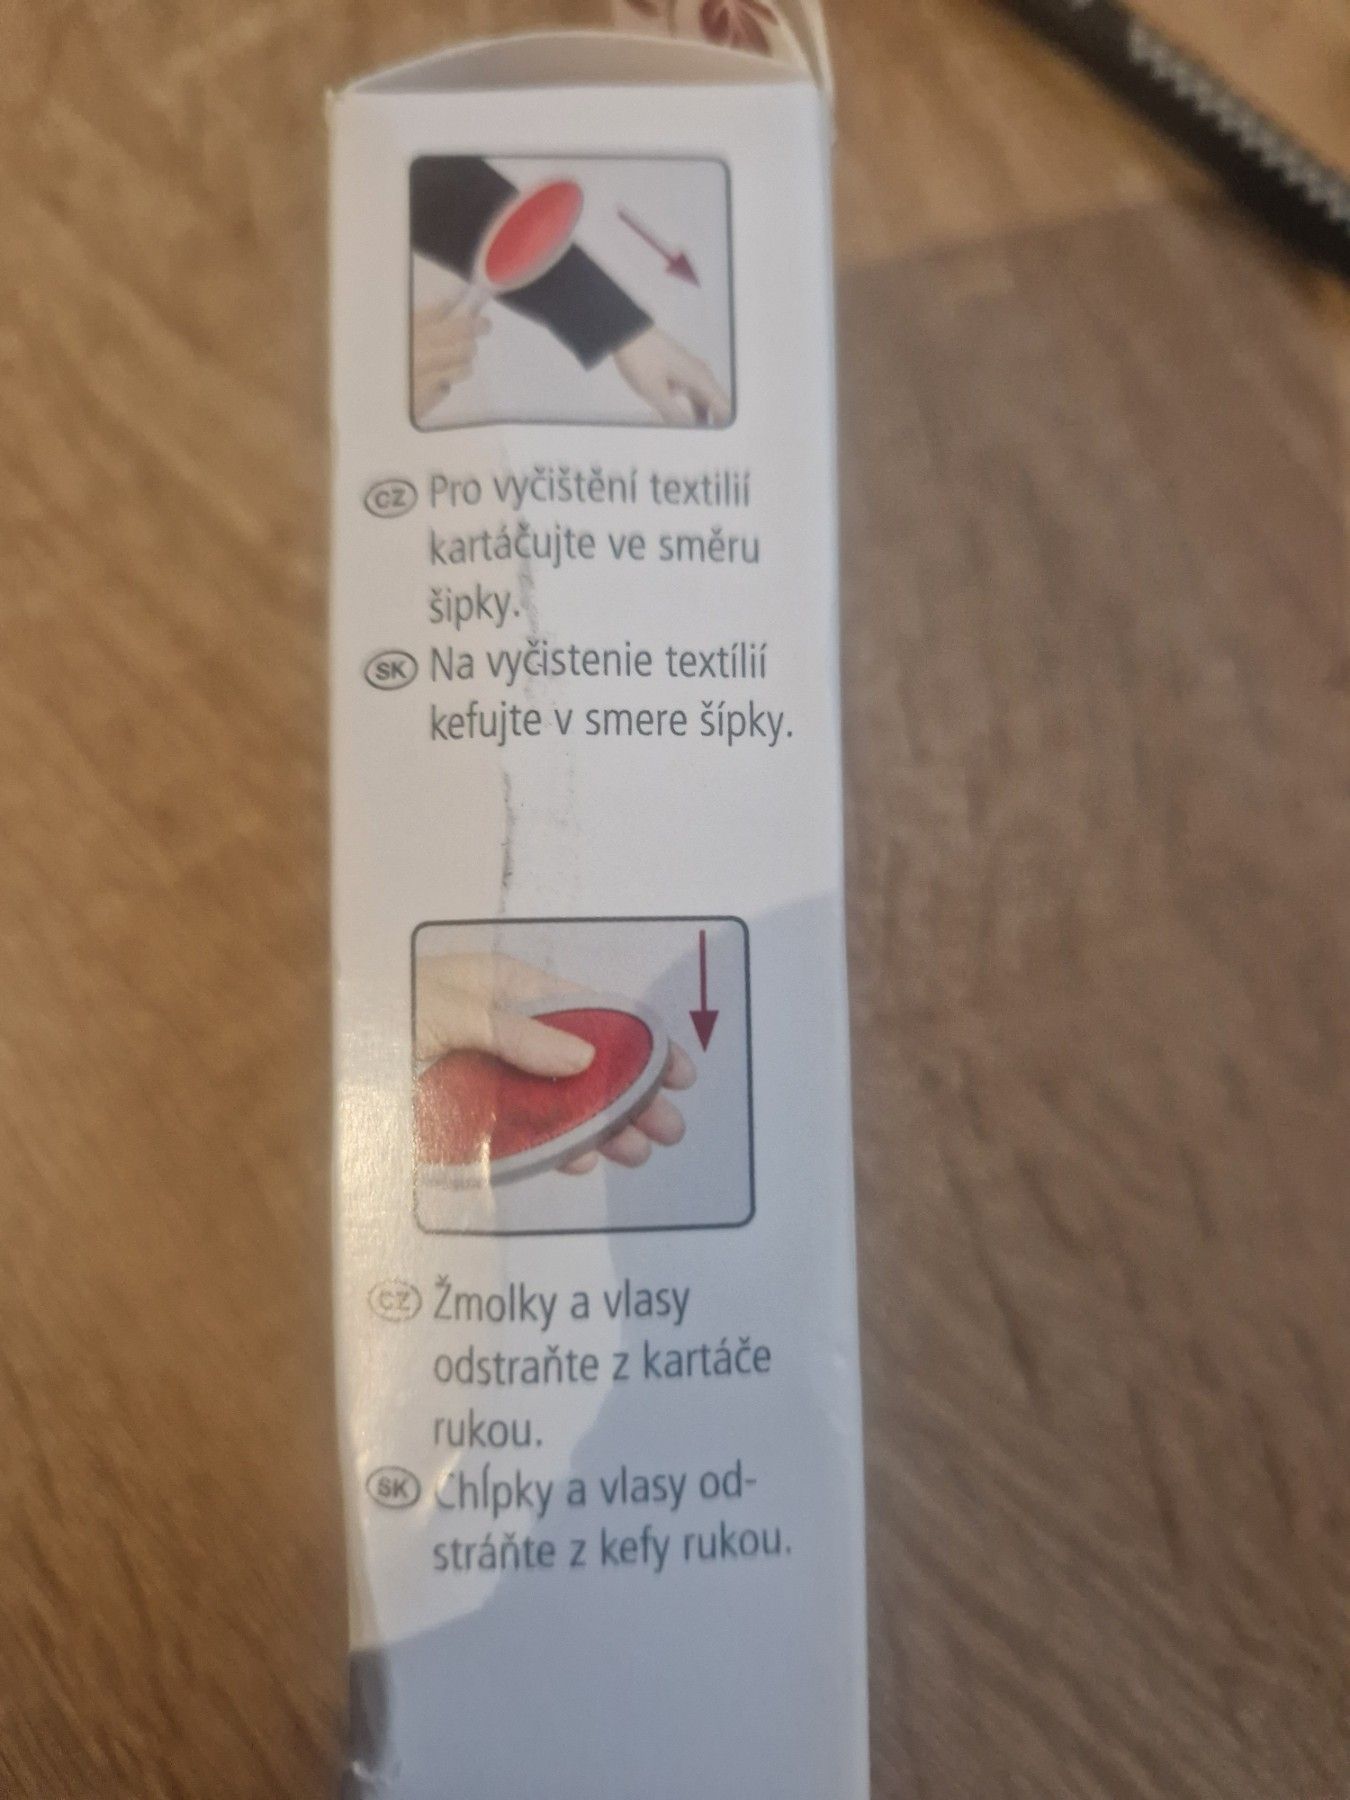 CZ Pro vyčištění textilií
kartáčujte ve směru
šipky.
SK Na vyčistenie textílií
kefujte v smere šípky.
CZ Žmolky a vlasy
odstraňte z kartáče
rukou.
SK Chĺpky a vlasy od-
stráňte z kefy rukou.